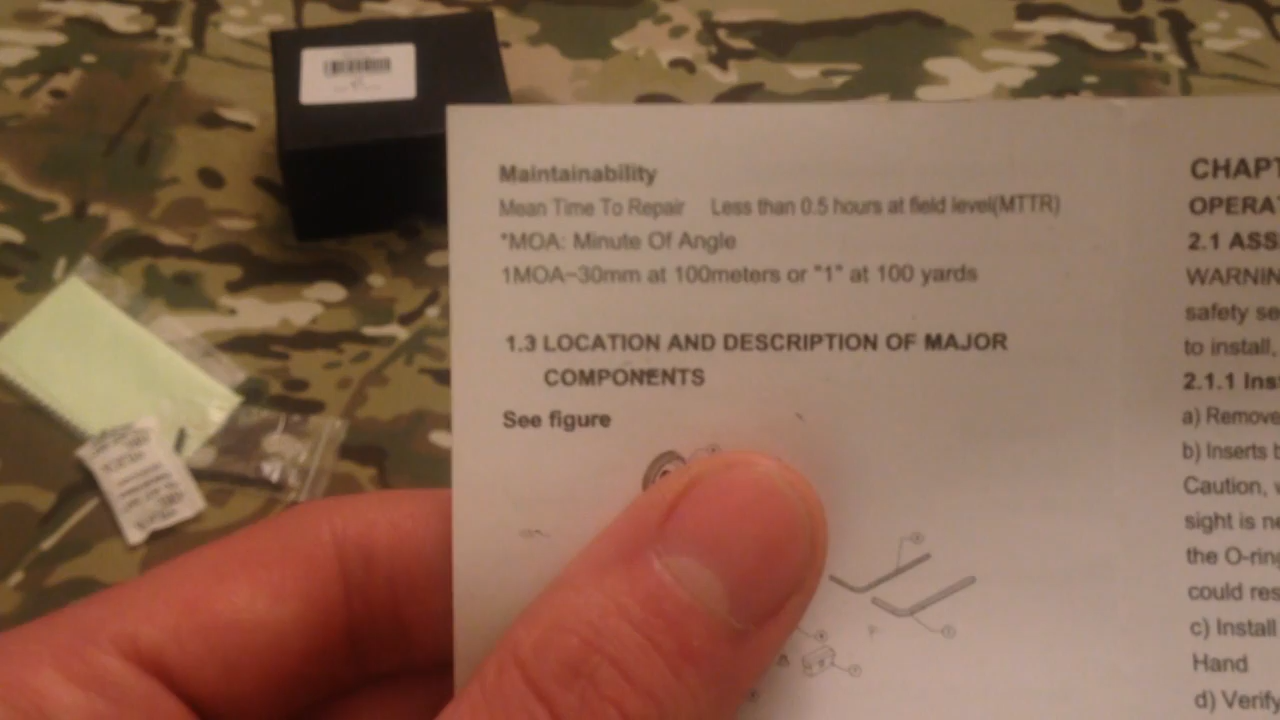 Maintainability
Mean Time To Repair Less than 0.5 hours at field level(MTTR)
*MOA: Minute Of Angle
1MOA~30mm at 100meters or "1" at 100 yards
1.3 LOCATION AND DESCRIPTION OF MAJOR
COMPONENTS
See figure
CHAPT
OPERA
2.1 ASS
WARNIN
safety se
to install,
2.1.1 Ins
a) Remove
b) Inserts b
Caution,
sight is ne
the O-ring
could res
c) Install
Hand
d) Verify